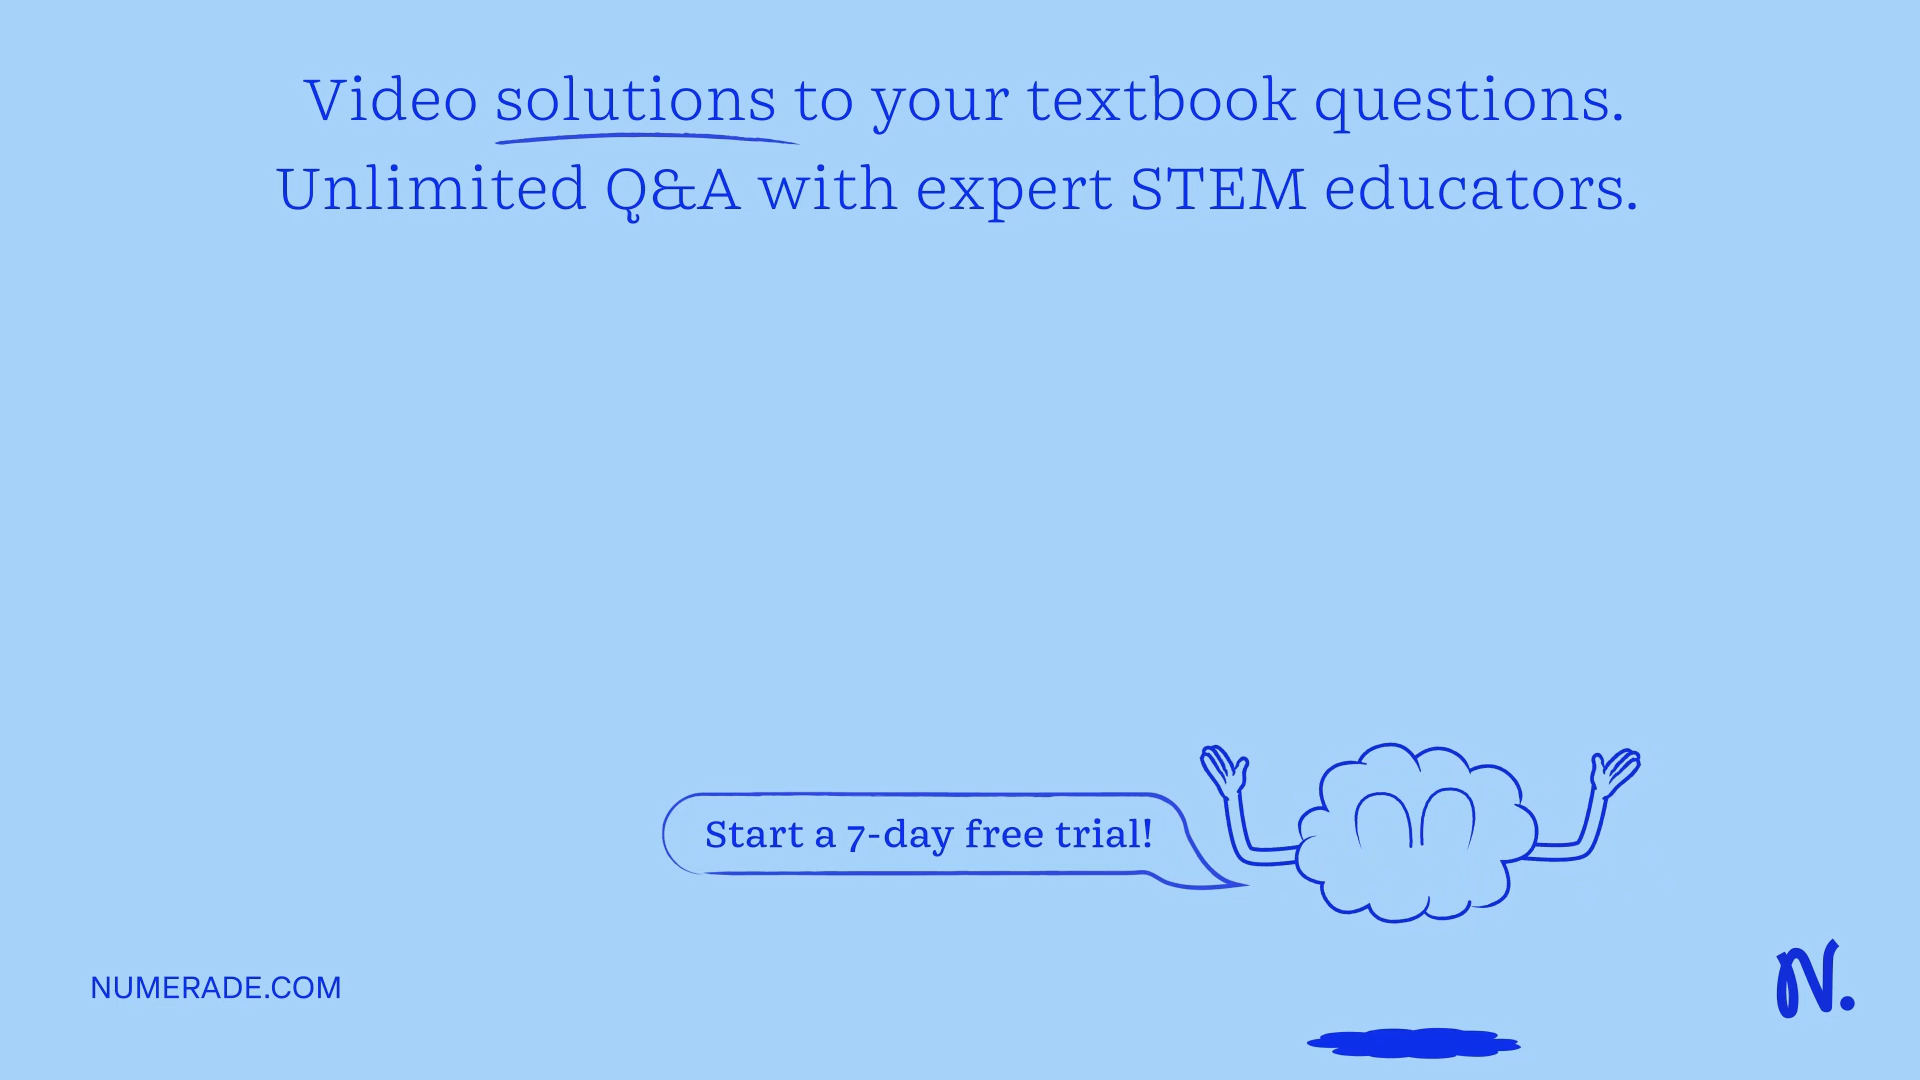 Video solutions to your textbook questions.
Unlimited Q&A with expert STEM educators.
Start a 7-day free trial!
NUMERADE.COM
N.